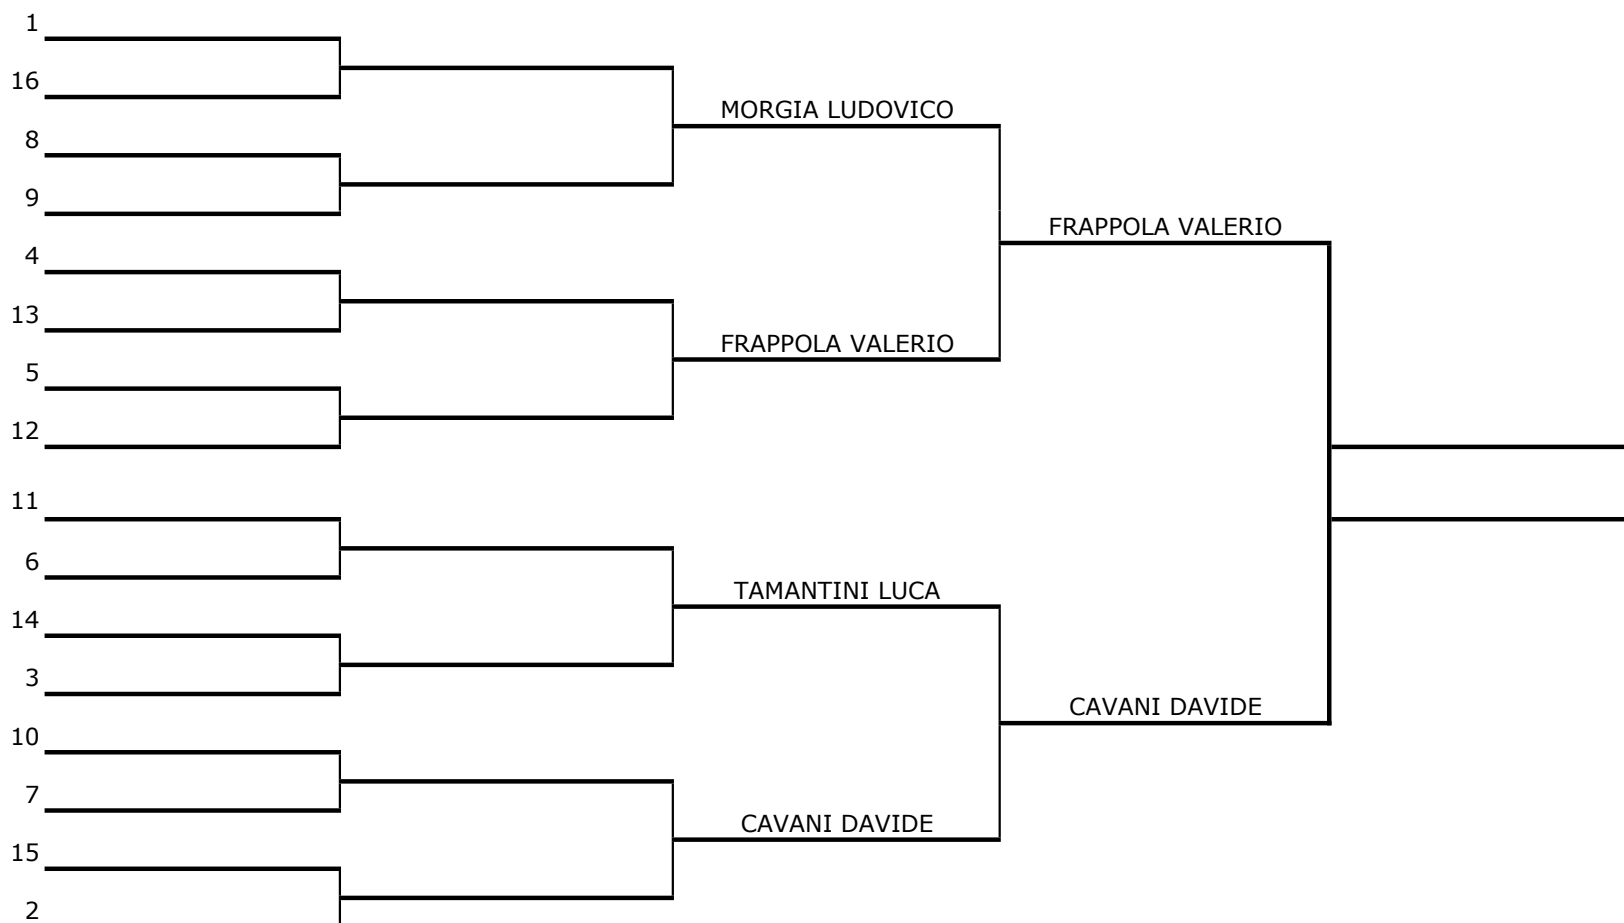 1
16
MORGIA LUDOVICO
8
9
FRAPPOLA VALERIO
4
13
FRAPPOLA VALERIO
5
12
11
6
TAMANTINI LUCA
14
3
CAVANI DAVIDE
10
7
CAVANI DAVIDE
15
2